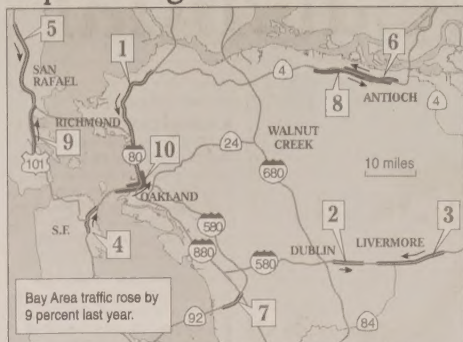 5
1
6
SAN
RAFAEL
4
8
ANTIOCH
4
RICHMOND
9
101
80
10
24
WALNUT
CREEK
680
10 miles
OAKLAND
S.F.
4
580
880
DUBLIN
580
2
LIVERMORE
3
Bay Area traffic rose by
9 percent last year.
92
7
84